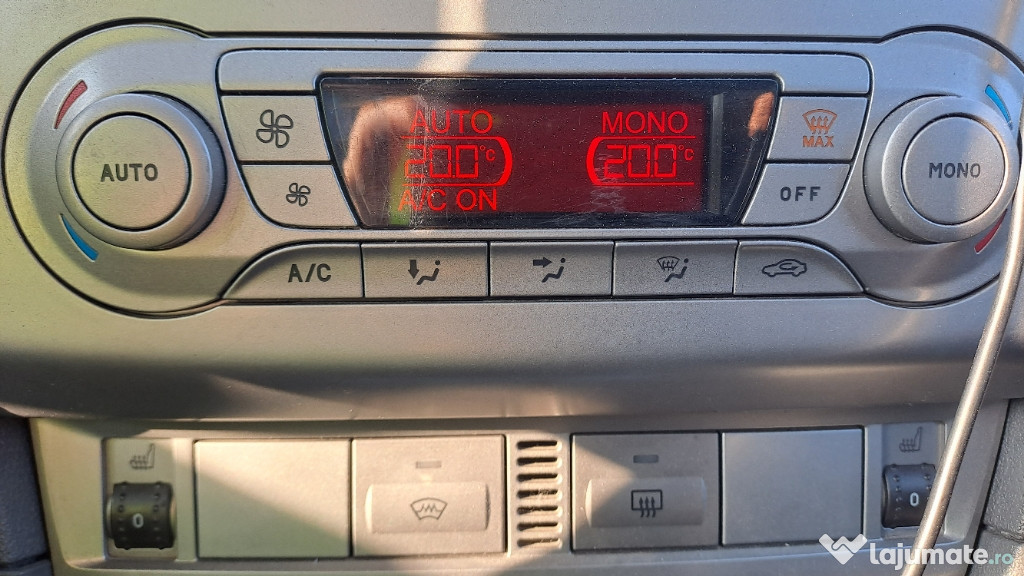 AUTO MONO
20.0°C 20.0°C
A/C ON
AUTO
MAX
OFF
MONO
A/C
0
0
lajumate.ro